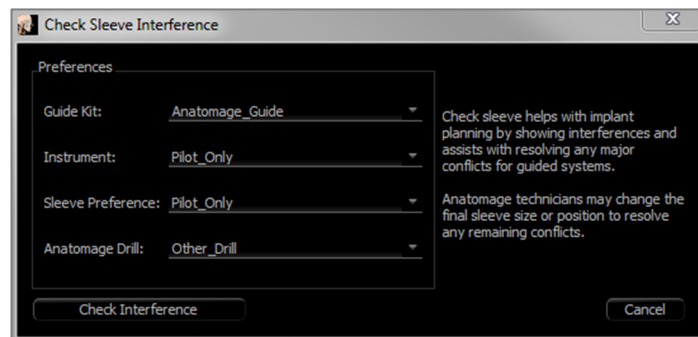 Check Sleeve Interference
Preferences
Guide Kit: Anatomage_Guide
Instrument: Pilot_Only
Sleeve Preference: Pilot_Only
Anatomage Drill: Other_Drill
Check sleeve helps with implant
planning by showing interferences and
assists with resolving any major
conflicts for guided systems.
Anatomage technicians may change the
final sleeve size or position to resolve
any remaining conflicts.
Check Interference
Cancel